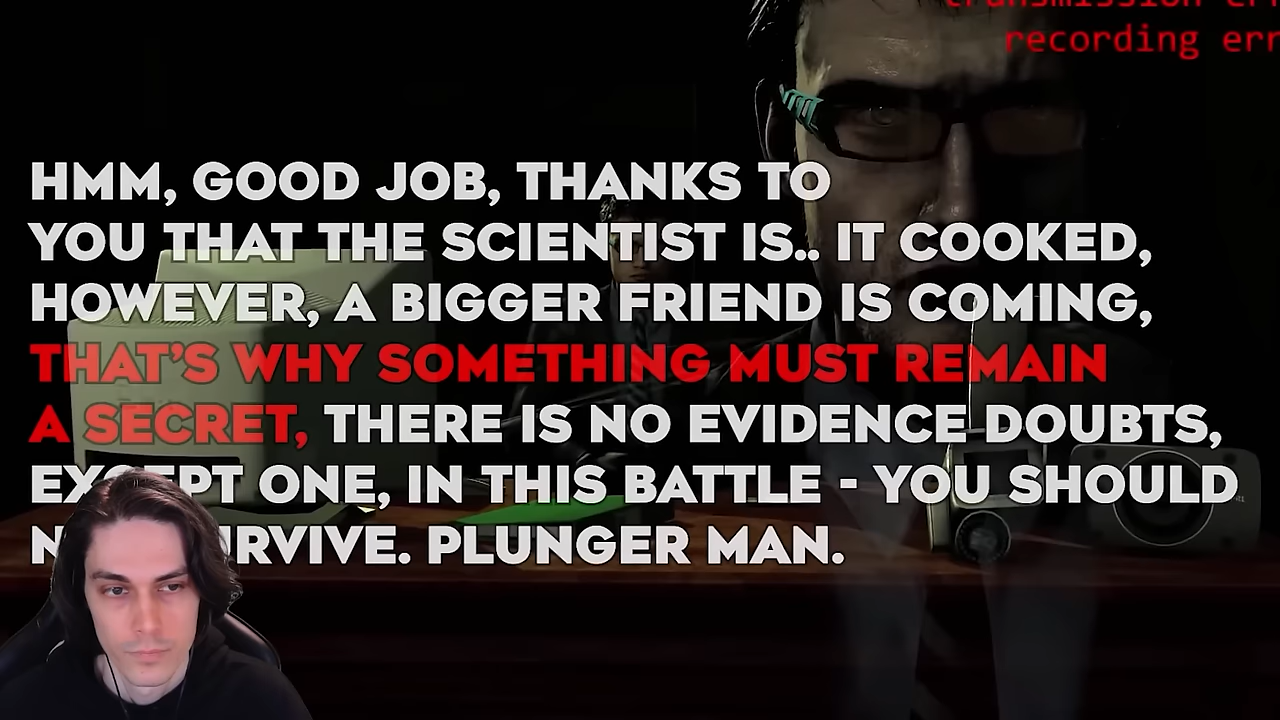 recording
HMM, GOOD JOB, THANKS TO
YOU THAT THE SCIENTIST IS.. IT COOKED,
HOWEVER, A BIGGER FRIEND IS COMING,
THAT'S WHY SOMETHING MUST REMAIN
A SECRET, THERE IS NO EVIDENCE DOUBTS,
EXCEPT ONE, IN THIS BATTLE - YOU SHOULD
PLUNGER MAN.